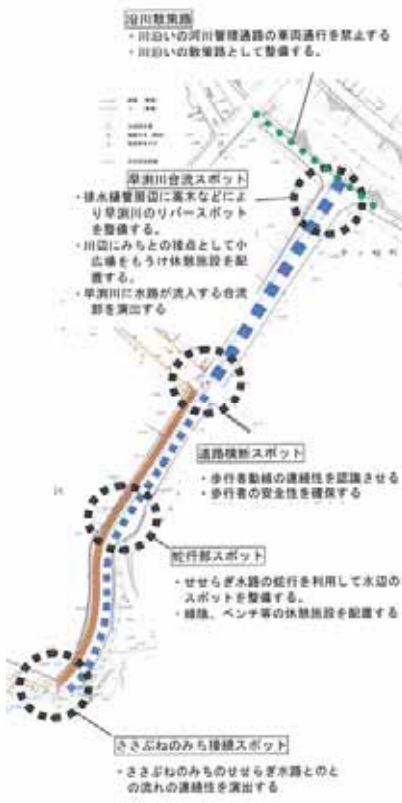 沿川散策路
・川沿いの河川管理通路の車両通行を禁止する
・川沿いの散策路として整備する。
早渕川合流スポット
・排水樋管周辺に高木などによ
り早渕川のリバースポット
を整備する。
・川辺にみちとの接点として小
広場をもうけ休憩施設を配
置する。
・早渕川に水路が流入する合流
部を演出する
道路横断スポット
・歩行者動線の連続性を認識させる
・歩行者の安全性を確保する
蛇行部スポット
・せせらぎ水路の蛇行を利用して水辺の
スポットを整備する。
・緑陰、ベンチ等の休憩施設を配置する
ささぶねのみち接続スポット
・ささぶねのみちのせせらぎ水路とのと
の流れの連続性を演出する